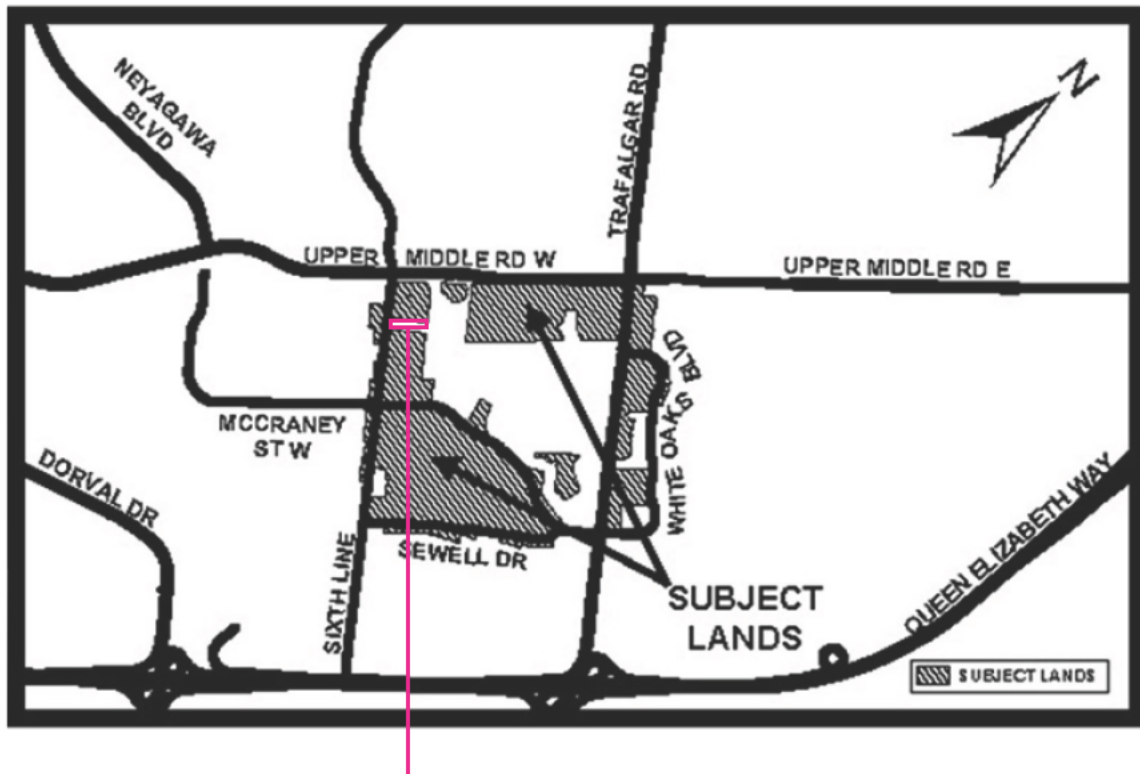 NEYAGAWA
BLVD
TRAFALGAR RD
N
UPPER MIDDLE RD W
UPPER MIDDLE RD E
WHITE OAKS BLVD
MCCRANEY
ST W
DORVAL DR
SIXTH LINE
SEWELL DR
QUEEN ELIZABETH WAY
SUBJECT
LANDS
SUBJECT LANDS